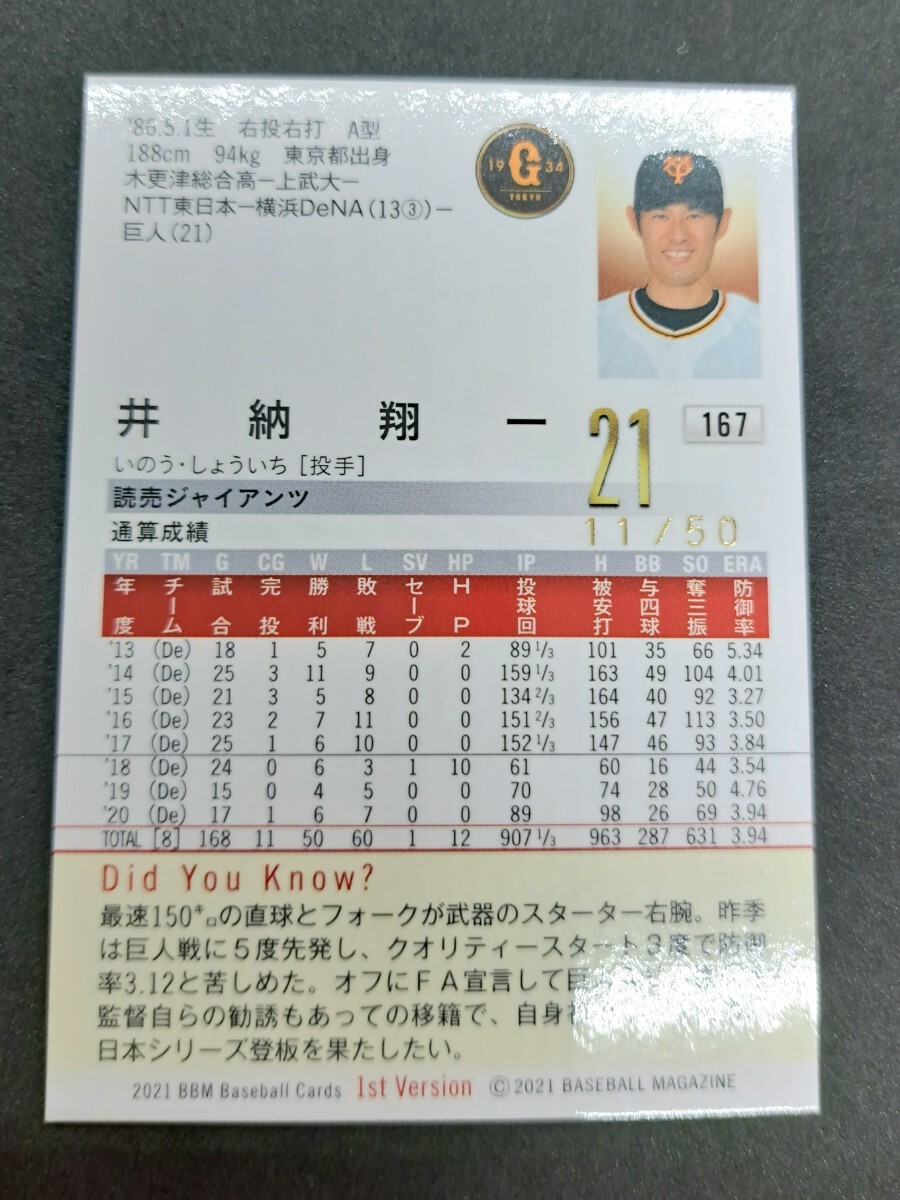 '86.5.1生 右投右打 A型
188cm 94kg 東京都出身
木更津総合高ー上武大ー
NTT東日本ー横浜DeNA(13③)ー
巨人(21)
19 G 34
TOKYO
井納翔一
21
167
いのう・しょういち [投手]
読売ジャイアンツ
11/50
通算成績
YR TM G CG W L SV HP IP H BB SO ERA
年度 チーム 試合 完投 勝利 敗戦 セーブ HP 投球回 被安打 与四球 奪三振 防御率
'13 (De) 18 1 5 7 0 2 89 1/3 101 35 66 5.34
'14 (De) 25 3 11 9 0 0 159 1/3 163 49 104 4.01
'15 (De) 21 3 5 8 0 0 134 2/3 164 40 92 3.27
'16 (De) 23 2 7 11 0 0 151 2/3 156 47 113 3.50
'17 (De) 25 1 6 10 0 0 152 1/3 147 46 93 3.84
'18 (De) 24 0 6 3 1 10 61 60 16 44 3.54
'19 (De) 15 0 4 5 0 0 70 74 28 50 4.76
'20 (De) 17 1 6 7 0 0 89 98 26 69 3.94
TOTAL [8] 168 11 50 60 1 12 907 1/3 963 287 631 3.94
Did You Know?
最速150㌔の直球とフォークが武器のスターター右腕。昨季
は巨人戦に5度先発し、クオリティースタート3度で防御
率3.12と苦しめた。オフにFA宣言して巨
監督自らの勧誘もあっての移籍で、自身
日本シリーズ登板を果たしたい。
2021 BBM Baseball Cards 1st Version ©2021 BASEBALL MAGAZINE